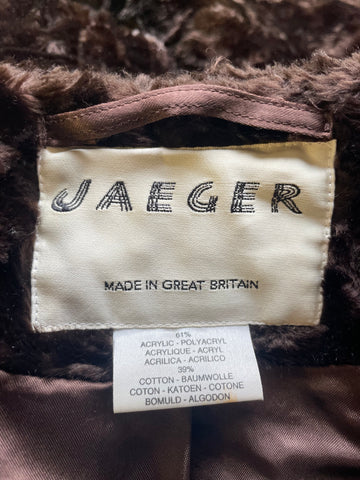 JAEGER
MADE IN GREAT BRITAIN
61%
ACRYLIC - POLYACRYL
ACRYLIQUE - ACRYL
ACRILICA - ACRILICO
39%
COTTON - BAUMWOLLE
COTON - KATOEN - COTONE
BOMULD - ALGODON